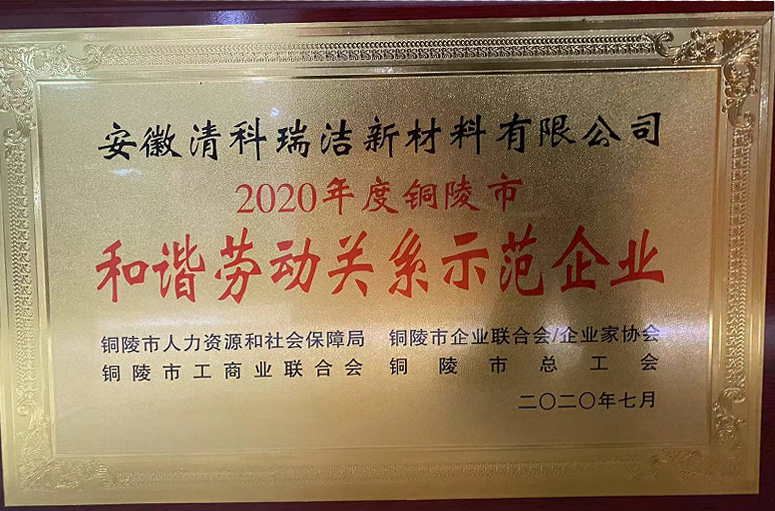 安徽清科瑞洁新材料有限公司
2020年度铜陵市
和谐劳动关系示范企业
铜陵市人力资源和社会保障局 铜陵市企业联合会/企业家协会
铜陵市工商业联合会 铜陵市总工会
二〇二〇年七月